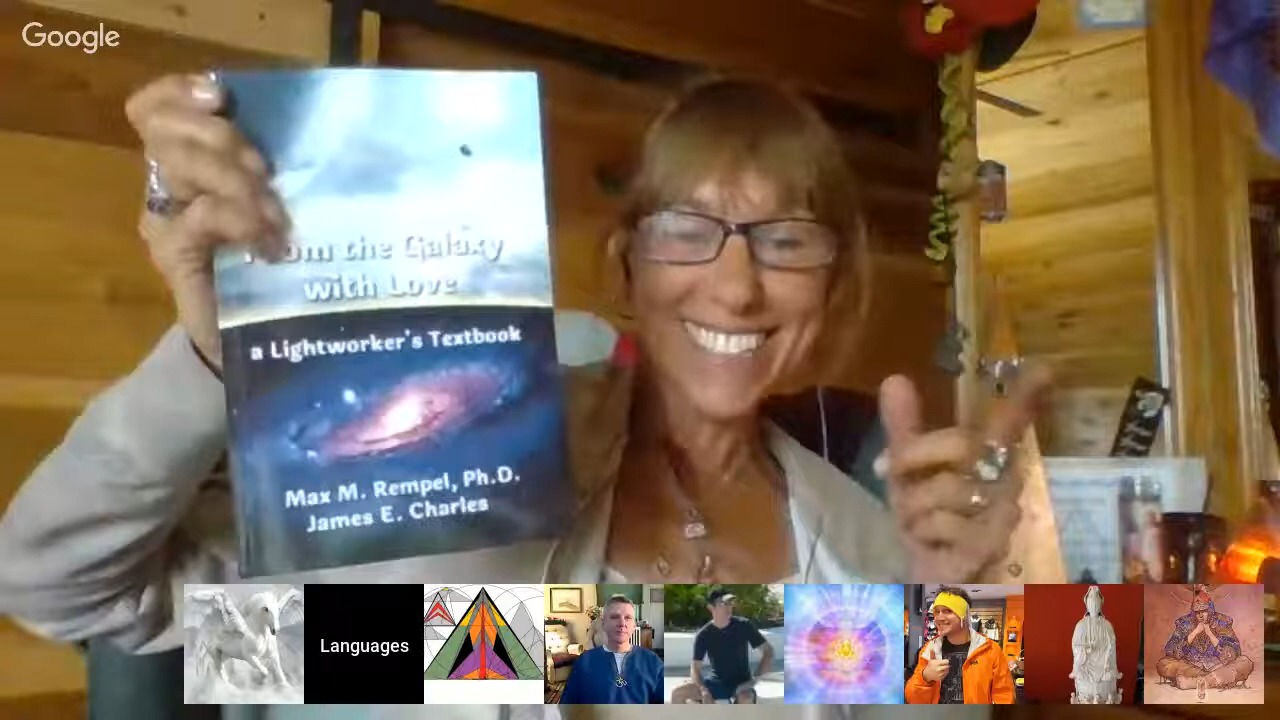 Google
From the Galaxy
with Love
a Lightworker's Textbook
Max M. Rempel, Ph.D.
James E. Charles
Languages